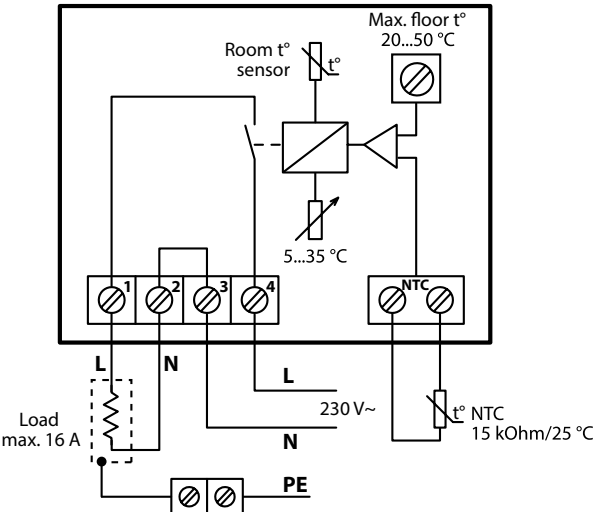 Max. floor t°
20...50 °C
Room t°
sensor
t°
5...35 °C
1
2
3
4
NTC
L
N
L
230 V~
N
Load
max. 16 A
t° NTC
15 kOhm/25 °C
PE